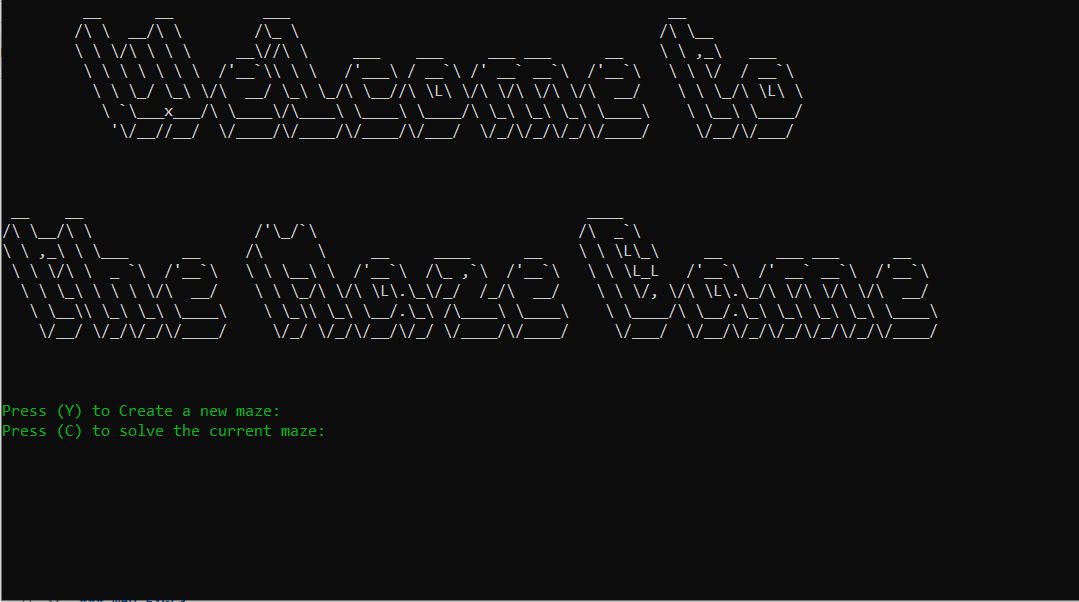 Welcome to
the Maze Game
Press (Y) to Create a new maze:
Press (C) to solve the current maze: